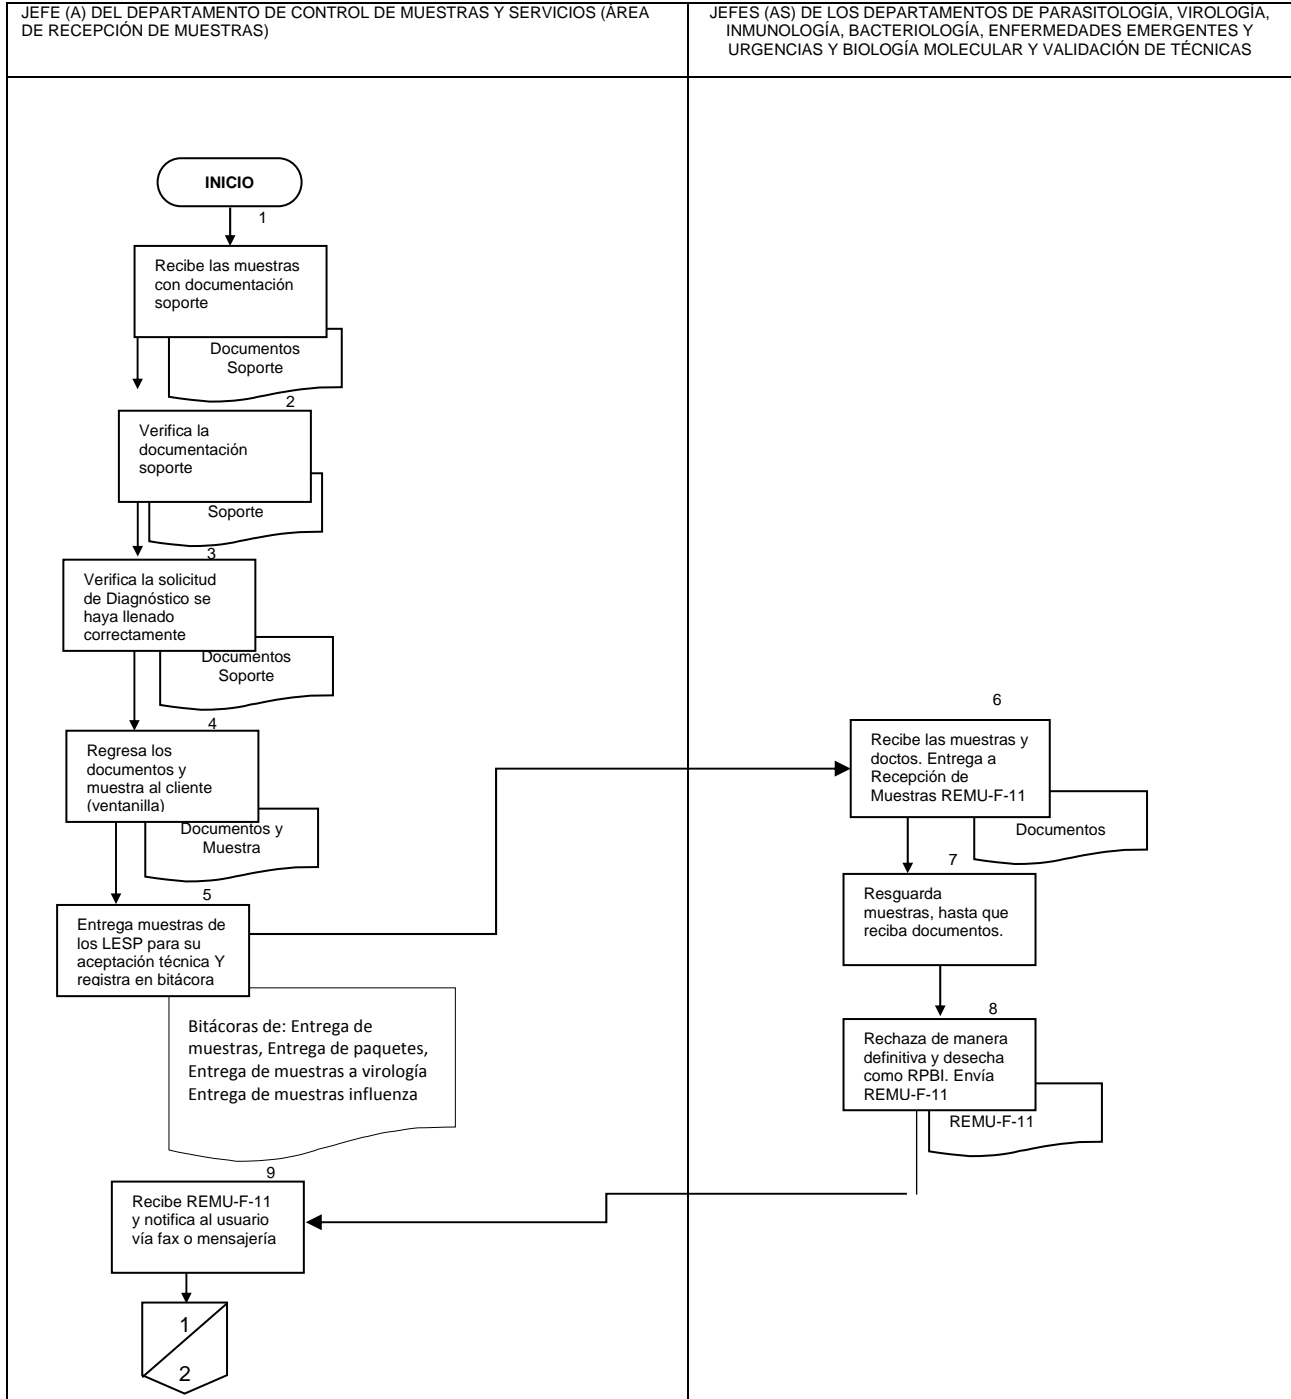 JEFE (A) DEL DEPARTAMENTO DE CONTROL DE MUESTRAS Y SERVICIOS (ÁREA
DE RECEPCIÓN DE MUESTRAS)
JEFES (AS) DE LOS DEPARTAMENTOS DE PARASITOLOGÍA, VIROLOGÍA,
INMUNOLOGÍA, BACTERIOLOGÍA, ENFERMEDADES EMERGENTES Y
URGENCIAS Y BIOLOGÍA MOLECULAR Y VALIDACIÓN DE TÉCNICAS
INICIO
1
Recibe las muestras
con documentación
soporte
Documentos
Soporte
2
Verifica la
documentación
soporte
Soporte
3
Verifica la solicitud
de Diagnóstico se
haya llenado
correctamente
Documentos
Soporte
4
Regresa los
documentos y
muestra al cliente
(ventanilla)
Documentos y
Muestra
5
Entrega muestras de
los LESP para su
aceptación técnica Y
registra en bitácora
Bitácoras de: Entrega de
muestras, Entrega de paquetes,
Entrega de muestras a virología
Entrega de muestras influenza
6
Recibe las muestras y
doctos. Entrega a
Recepción de
Muestras REMU-F-11
Documentos
7
Resguarda
muestras, hasta que
reciba documentos.
8
Rechaza de manera
definitiva y desecha
como RPBI. Envía
REMU-F-11
REMU-F-11
9
Recibe REMU-F-11
y notifica al usuario
vía fax o mensajería
1
2